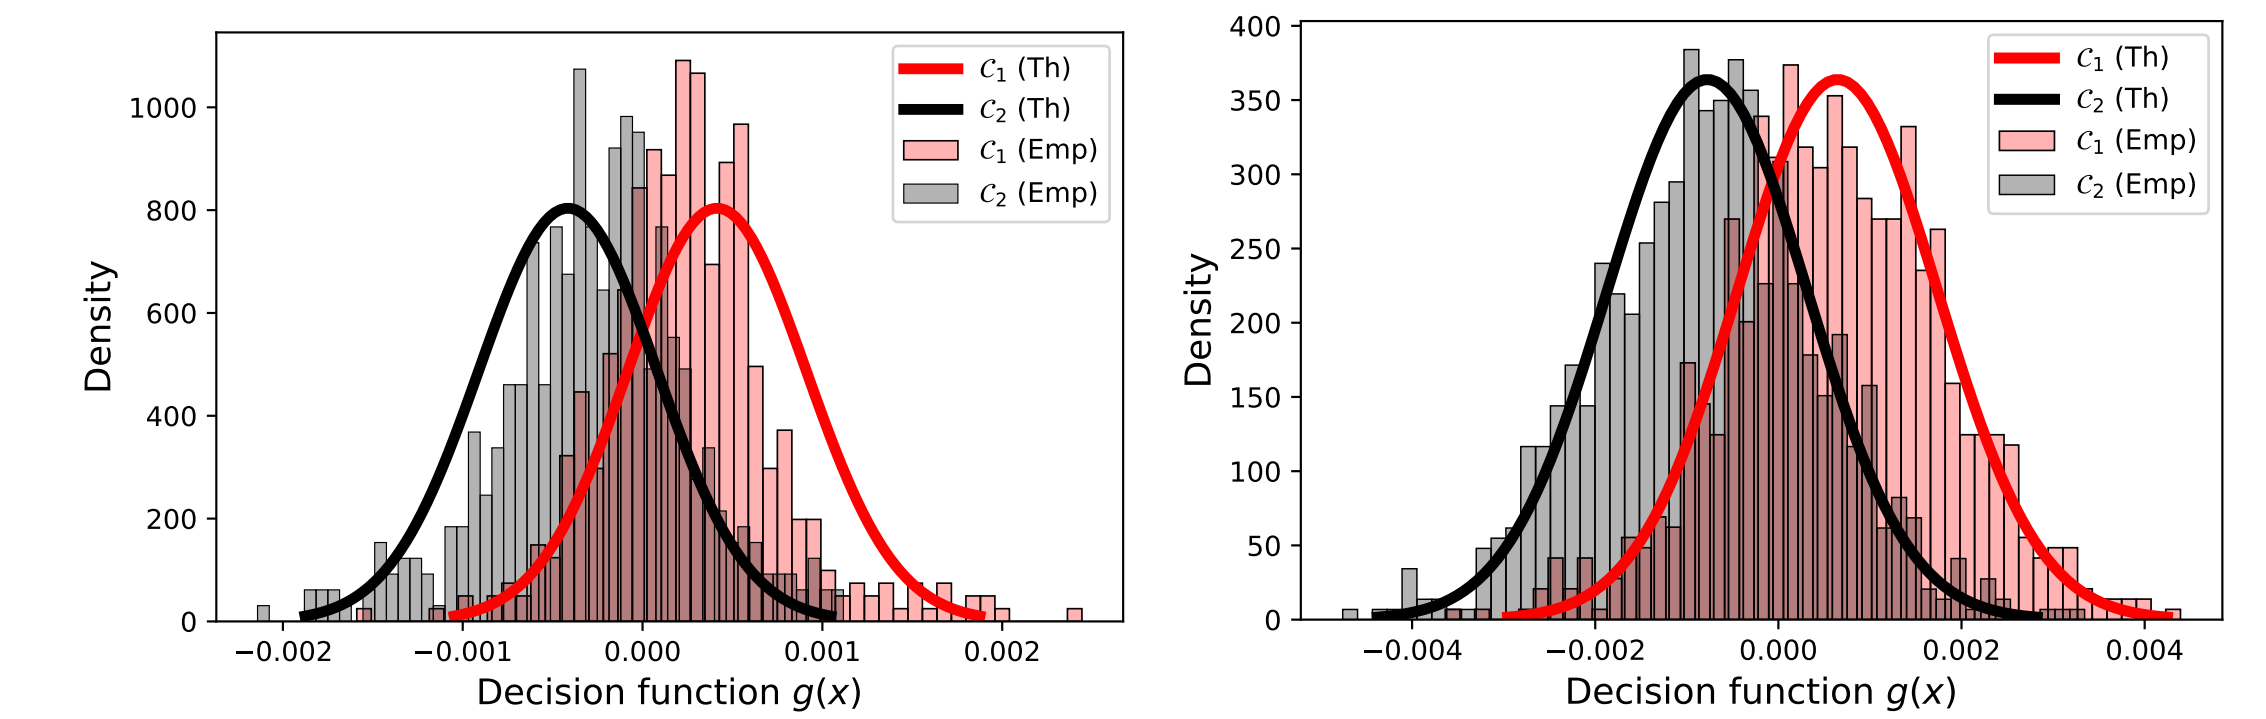 Density
1000
800
600
400
200
0
−0.002
−0.001
0.000
0.001
0.002
Decision function g(x)
C₁ (Th)
C₂ (Th)
C₁ (Emp)
C₂ (Emp)
Density
400
350
300
250
200
150
100
50
0
−0.004
−0.002
0.000
0.002
0.004
Decision function g(x)
C₁ (Th)
C₂ (Th)
C₁ (Emp)
C₂ (Emp)